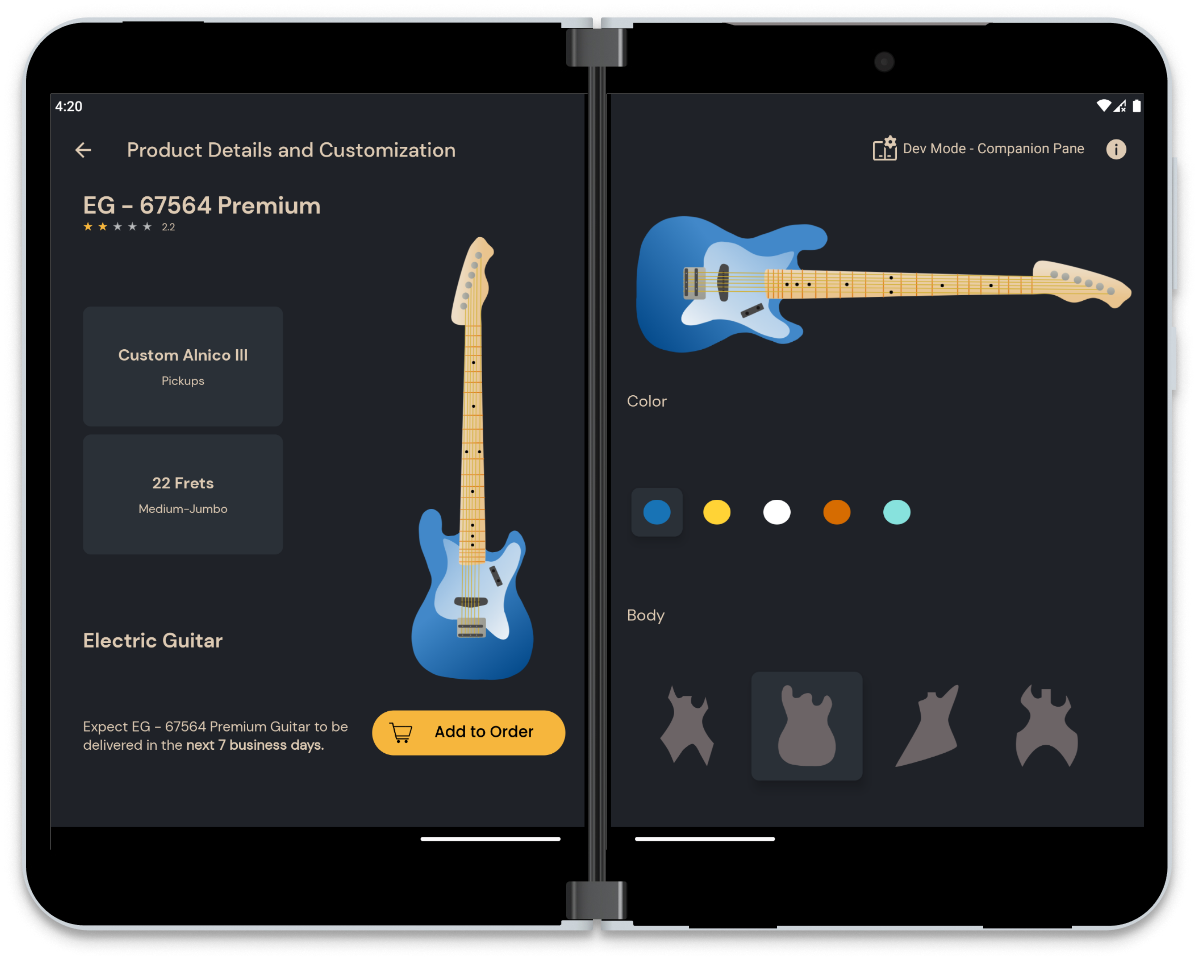 4:20
Product Details and Customization
EG - 67564 Premium
2.2
Custom Alnico III
Pickups
22 Frets
Medium-Jumbo
Electric Guitar
Expect EG - 67564 Premium Guitar to be
delivered in the next 7 business days.
Add to Order
Dev Mode - Companion Pane
Color
Body